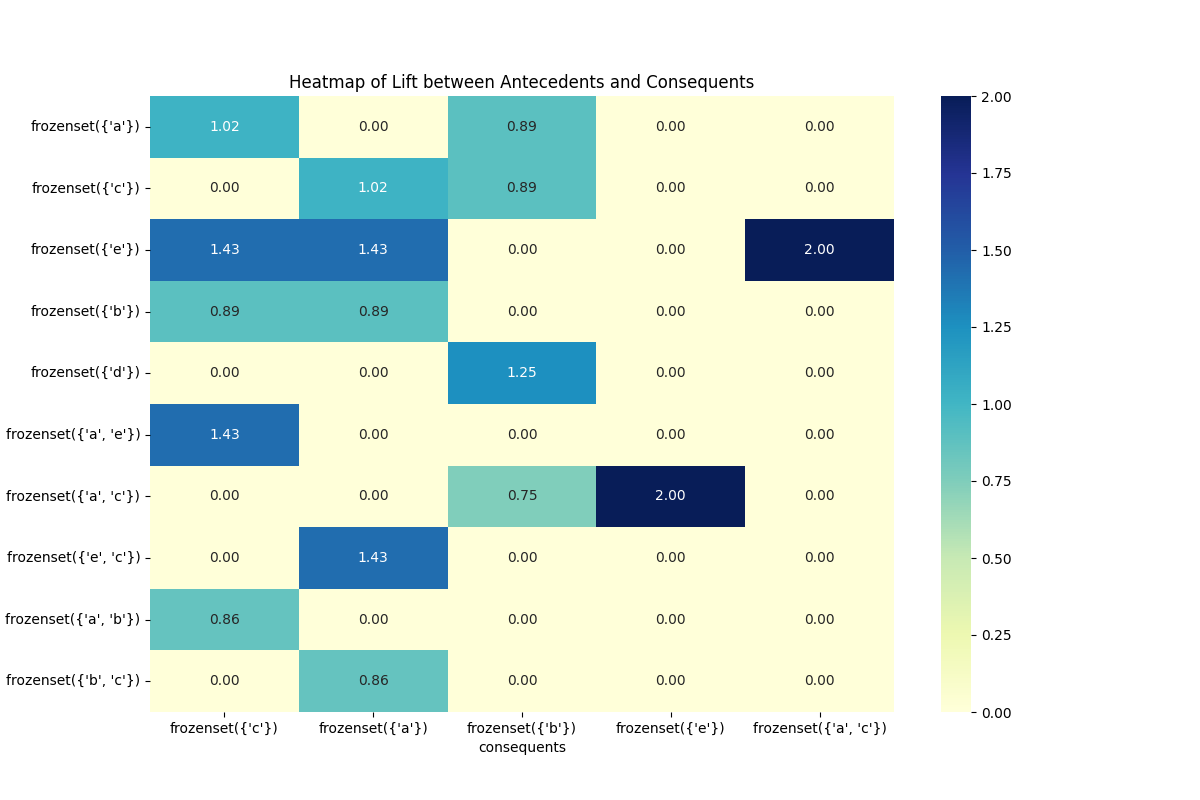 Heatmap of Lift between Antecedents and Consequents
frozenset({'a'}) 1.02 0.00 0.89 0.00 0.00
frozenset({'c'}) 0.00 1.02 0.89 0.00 0.00
frozenset({'e'}) 1.43 1.43 0.00 0.00 2.00
frozenset({'b'}) 0.89 0.89 0.00 0.00 0.00
frozenset({'d'}) 0.00 0.00 1.25 0.00 0.00
frozenset({'a', 'e'}) 1.43 0.00 0.00 0.00 0.00
frozenset({'a', 'c'}) 0.00 0.00 0.75 2.00 0.00
frozenset({'e', 'c'}) 0.00 1.43 0.00 0.00 0.00
frozenset({'a', 'b'}) 0.86 0.00 0.00 0.00 0.00
frozenset({'b', 'c'}) 0.00 0.86 0.00 0.00 0.00
frozenset({'c'}) frozenset({'a'}) frozenset({'b'}) frozenset({'e'}) frozenset({'a', 'c'})
consequents
2.00
1.75
1.50
1.25
1.00
0.75
0.50
0.25
0.00